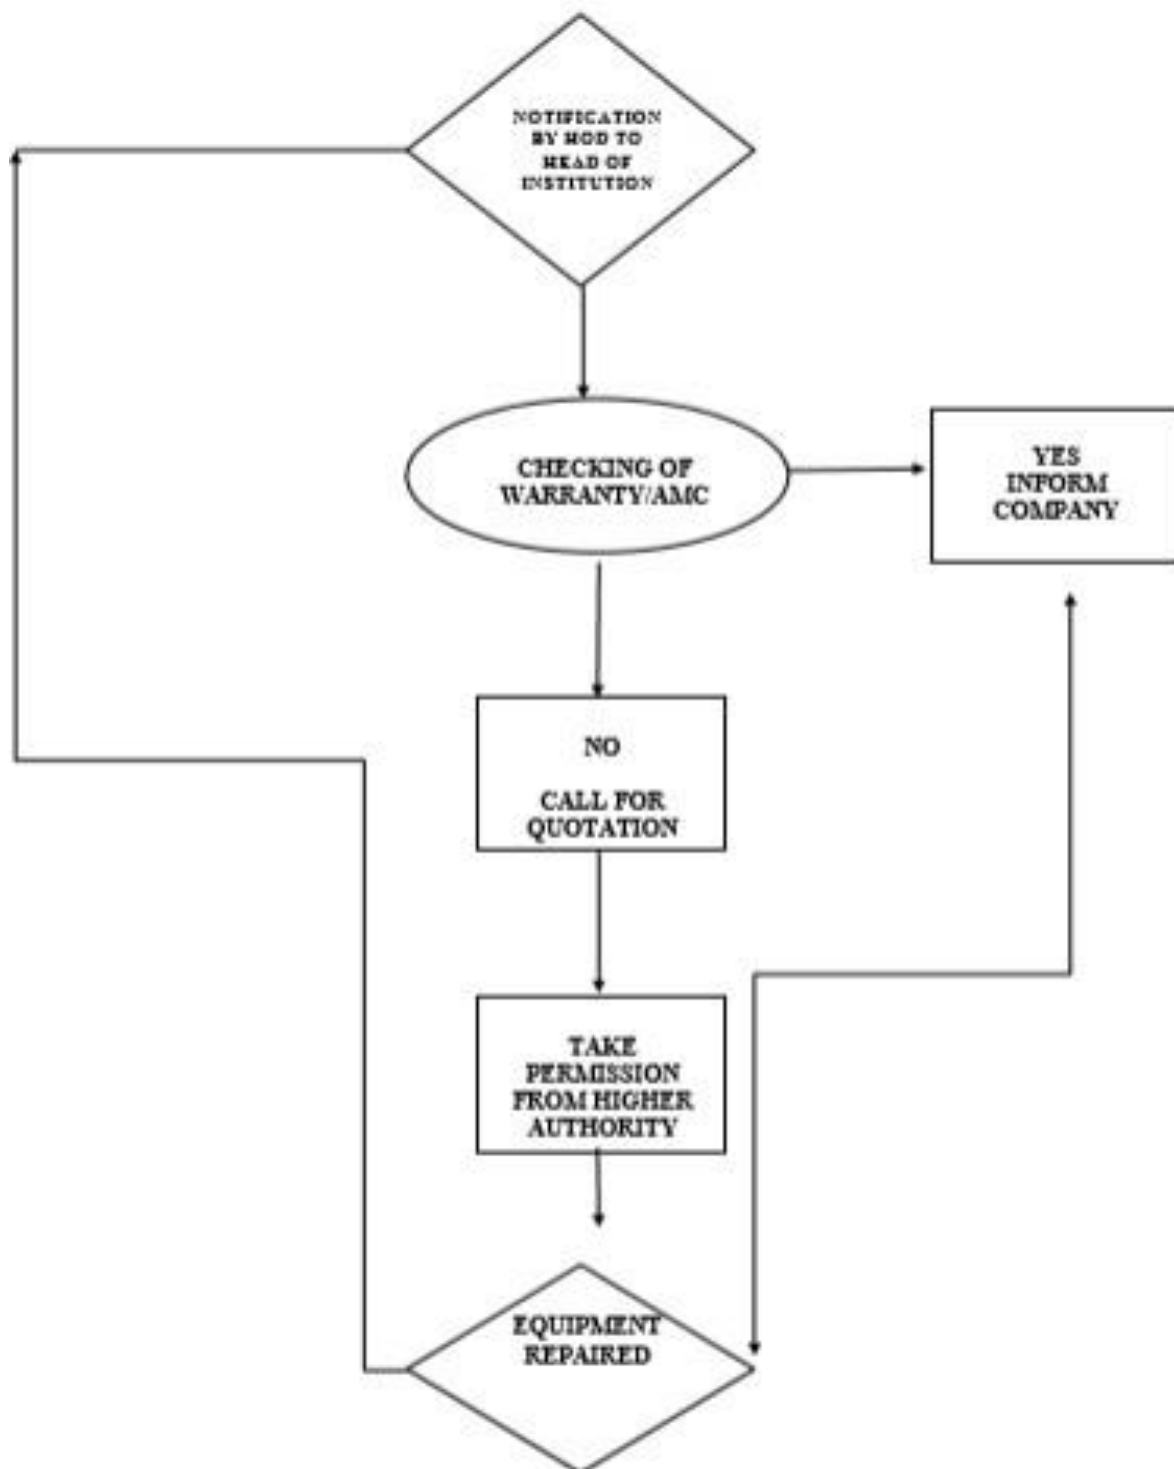 NOTIFICATION
BY HOD TO
HEAD OF
INSTITUTION
CHECKING OF
WARRANTY/AMC
YES
INFORM
COMPANY
NO
CALL FOR
QUOTATION
TAKE
PERMISSION
FROM HIGHER
AUTHORITY
EQUIPMENT
REPAIRED